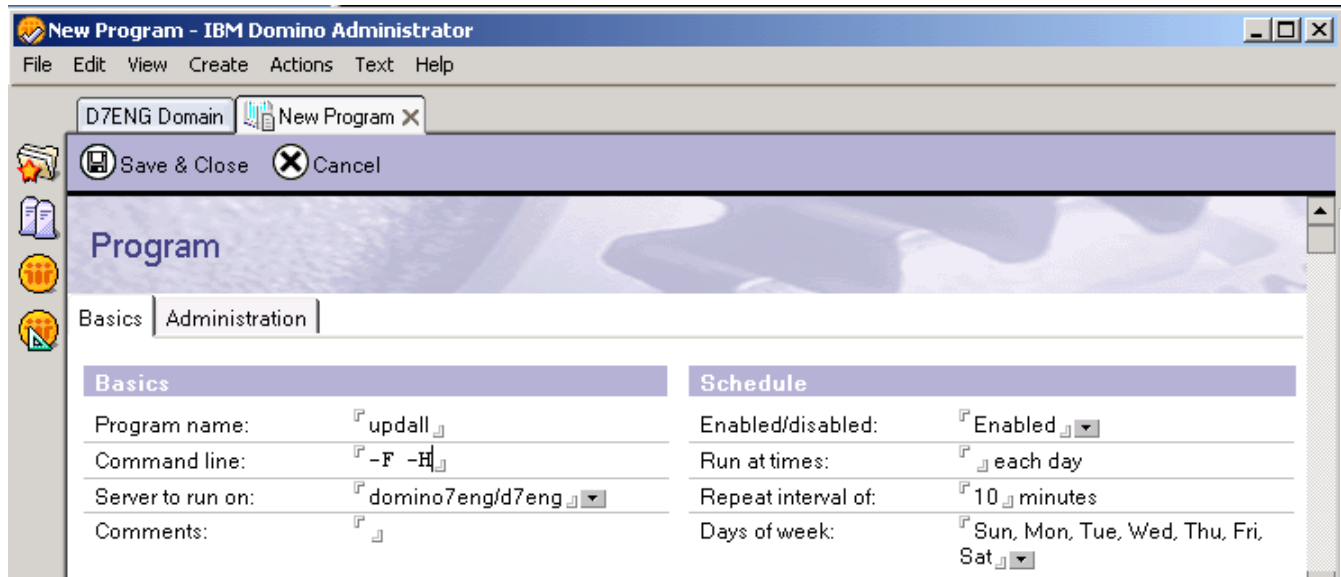 New Program - IBM Domino Administrator
File Edit View Create Actions Text Help
D7ENG Domain New Program
Save & Close Cancel
Program
Basics Administration
Basics Schedule
Program name: updall Enabled/disabled: Enabled
Command line: -F -H Run at times: each day
Server to run on: domino7eng/d7eng Repeat interval of: 10 minutes
Comments: Days of week: Sun, Mon, Tue, Wed, Thu, Fri,
Sat